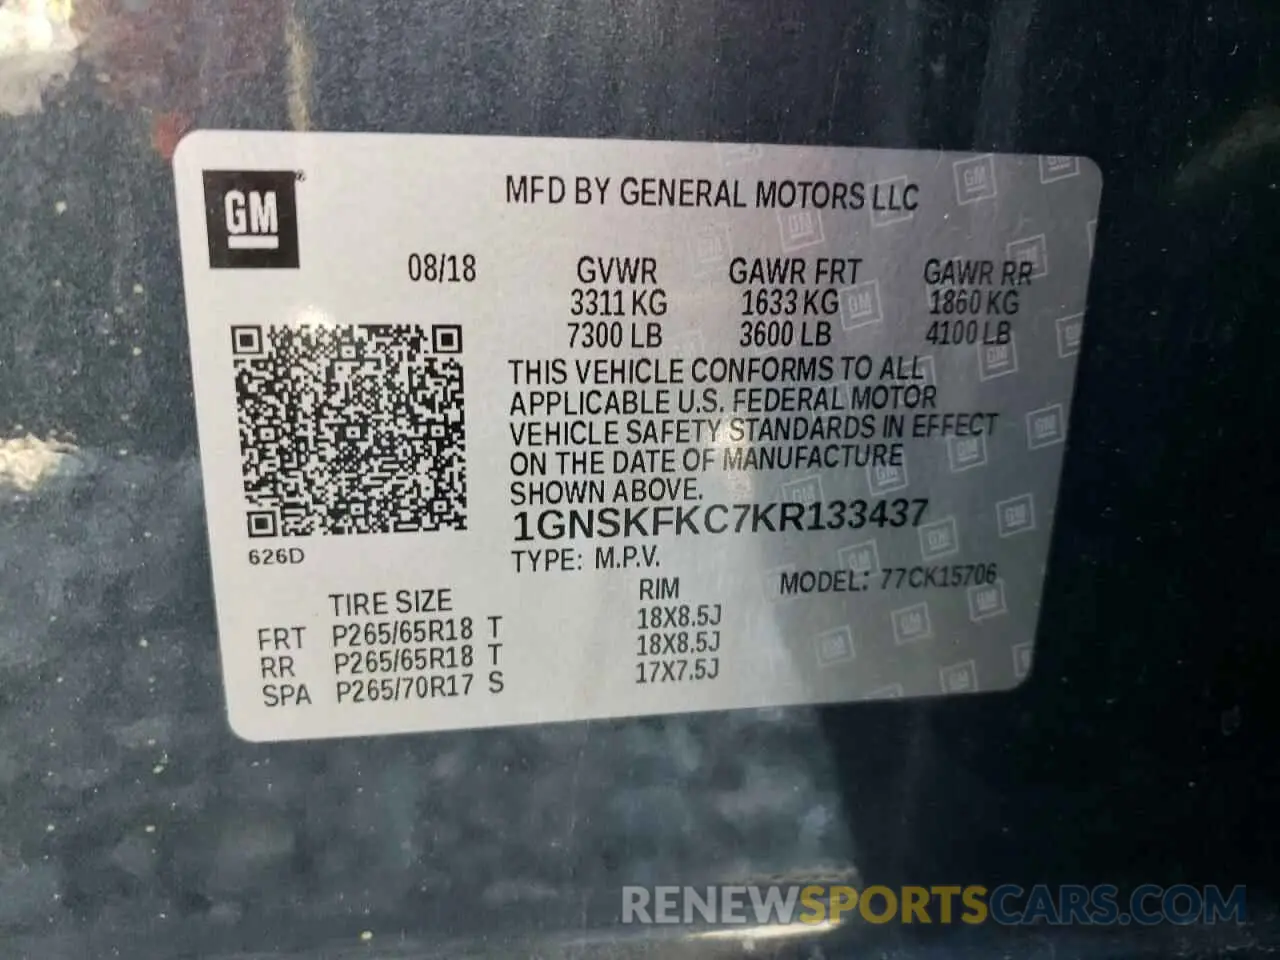 GM®
MFD BY GENERAL MOTORS LLC
08/18 GVWR GAWR FRT GAWR RR
3311 KG 1633 KG 1860 KG
7300 LB 3600 LB 4100 LB
THIS VEHICLE CONFORMS TO ALL
APPLICABLE U.S. FEDERAL MOTOR
VEHICLE SAFETY STANDARDS IN EFFECT
ON THE DATE OF MANUFACTURE
SHOWN ABOVE.
1GNSKFKC7KR133437
626D
TYPE: M.P.V. MODEL: 77CK15706
TIRE SIZE RIM
FRT P265/65R18 T 18X8.5J
RR P265/65R18 T 18X8.5J
SPA P265/70R17 S 17X7.5J
RENEWSPORTSCARS.COM